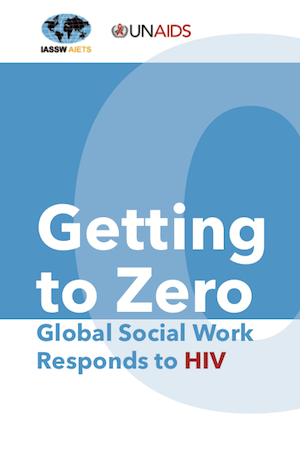 IASSW AIETS
UNAIDS
Getting
to Zero
Global Social Work
Responds to HIV